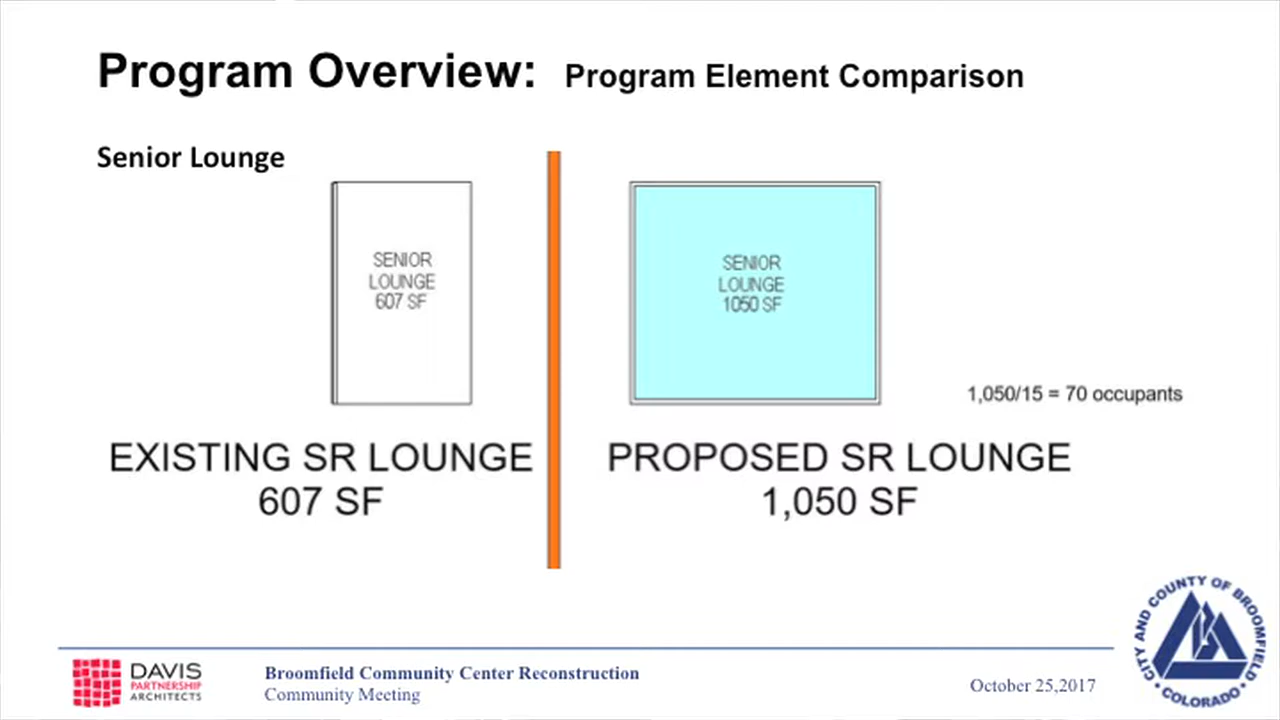 Program Overview: Program Element Comparison
Senior Lounge
SENIOR
LOUNGE
607 SF
SENIOR
LOUNGE
1050 SF
1,050/15 = 70 occupants
EXISTING SR LOUNGE
607 SF
PROPOSED SR LOUNGE
1,050 SF
DAVIS
PARTNERSHIP
ARCHITECTS
Broomfield Community Center Reconstruction
Community Meeting
October 25,2017
CITY AND COUNTY OF BROOMFIELD
• COLORADO •